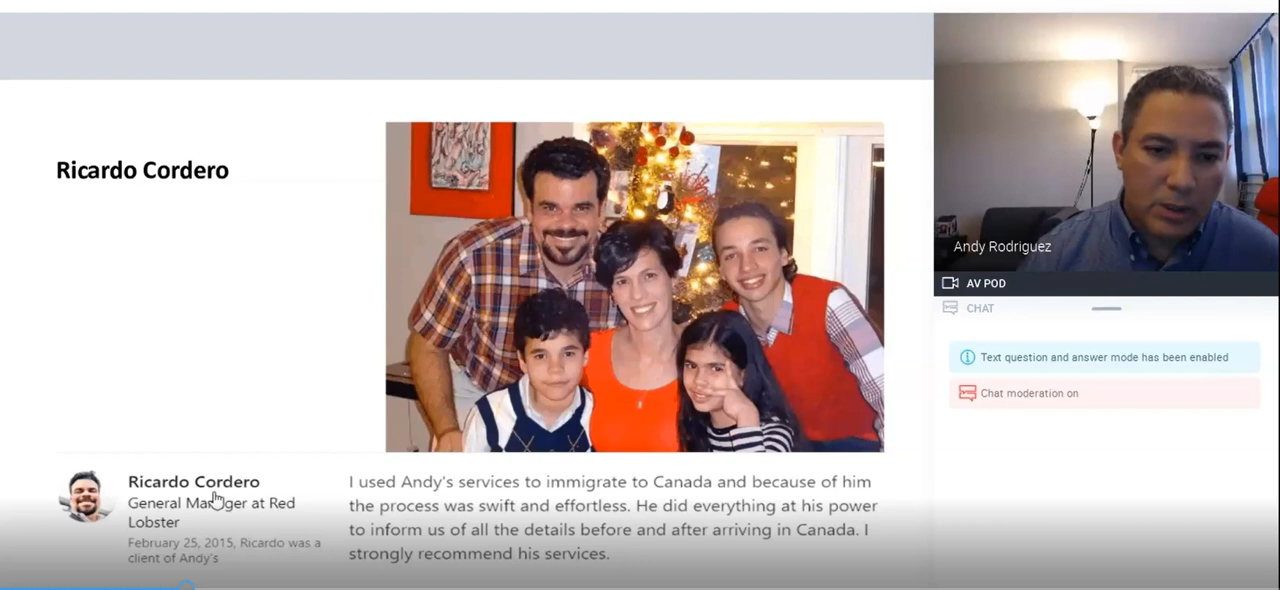 Ricardo Cordero
Andy Rodriguez
AV POD
CHAT
Text question and answer mode has been enabled
Chat moderation on
Ricardo Cordero
General Manager at Red
Lobster
February 25, 2015, Ricardo was a
client of Andy's
I used Andy's services to immigrate to Canada and because of him
the process was swift and effortless. He did everything at his power
to inform us of all the details before and after arriving in Canada. I
strongly recommend his services.